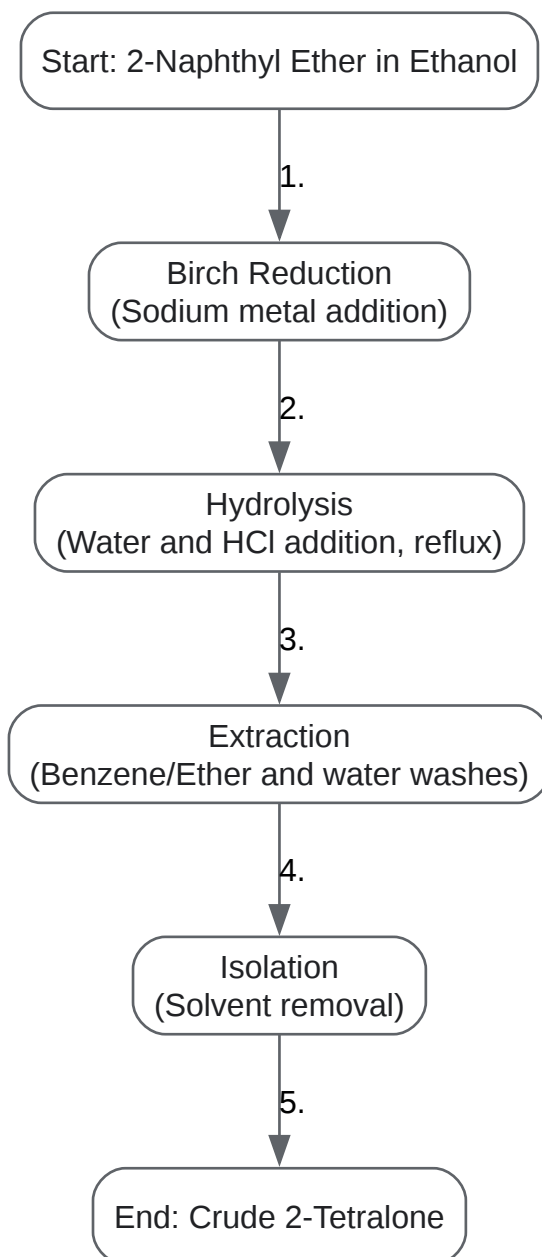 Start: 2-Naphthyl Ether in Ethanol
1.
Birch Reduction
(Sodium metal addition)
2.
Hydrolysis
(Water and HCl addition, reflux)
3.
Extraction
(Benzene/Ether and water washes)
4.
Isolation
(Solvent removal)
5.
End: Crude 2-Tetralone